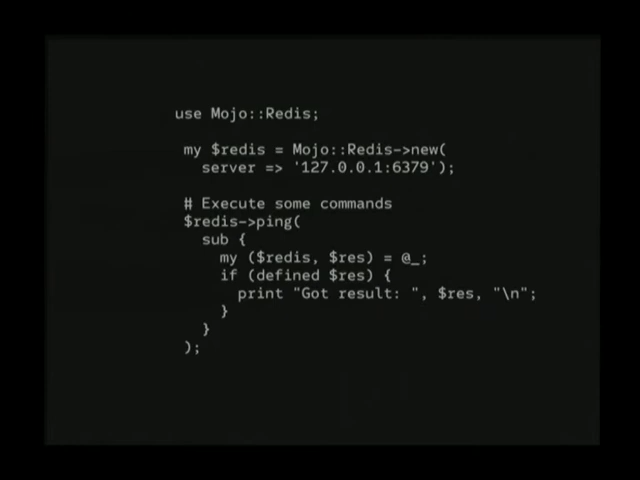 use Mojo::Redis;
my $redis = Mojo::Redis->new(
server => '127.0.0.1:6379');
# Execute some commands
$redis->ping(
sub {
my ($redis, $res) = @_;
if (defined $res) {
print "Got result: ", $res, "\n";
}
}
);